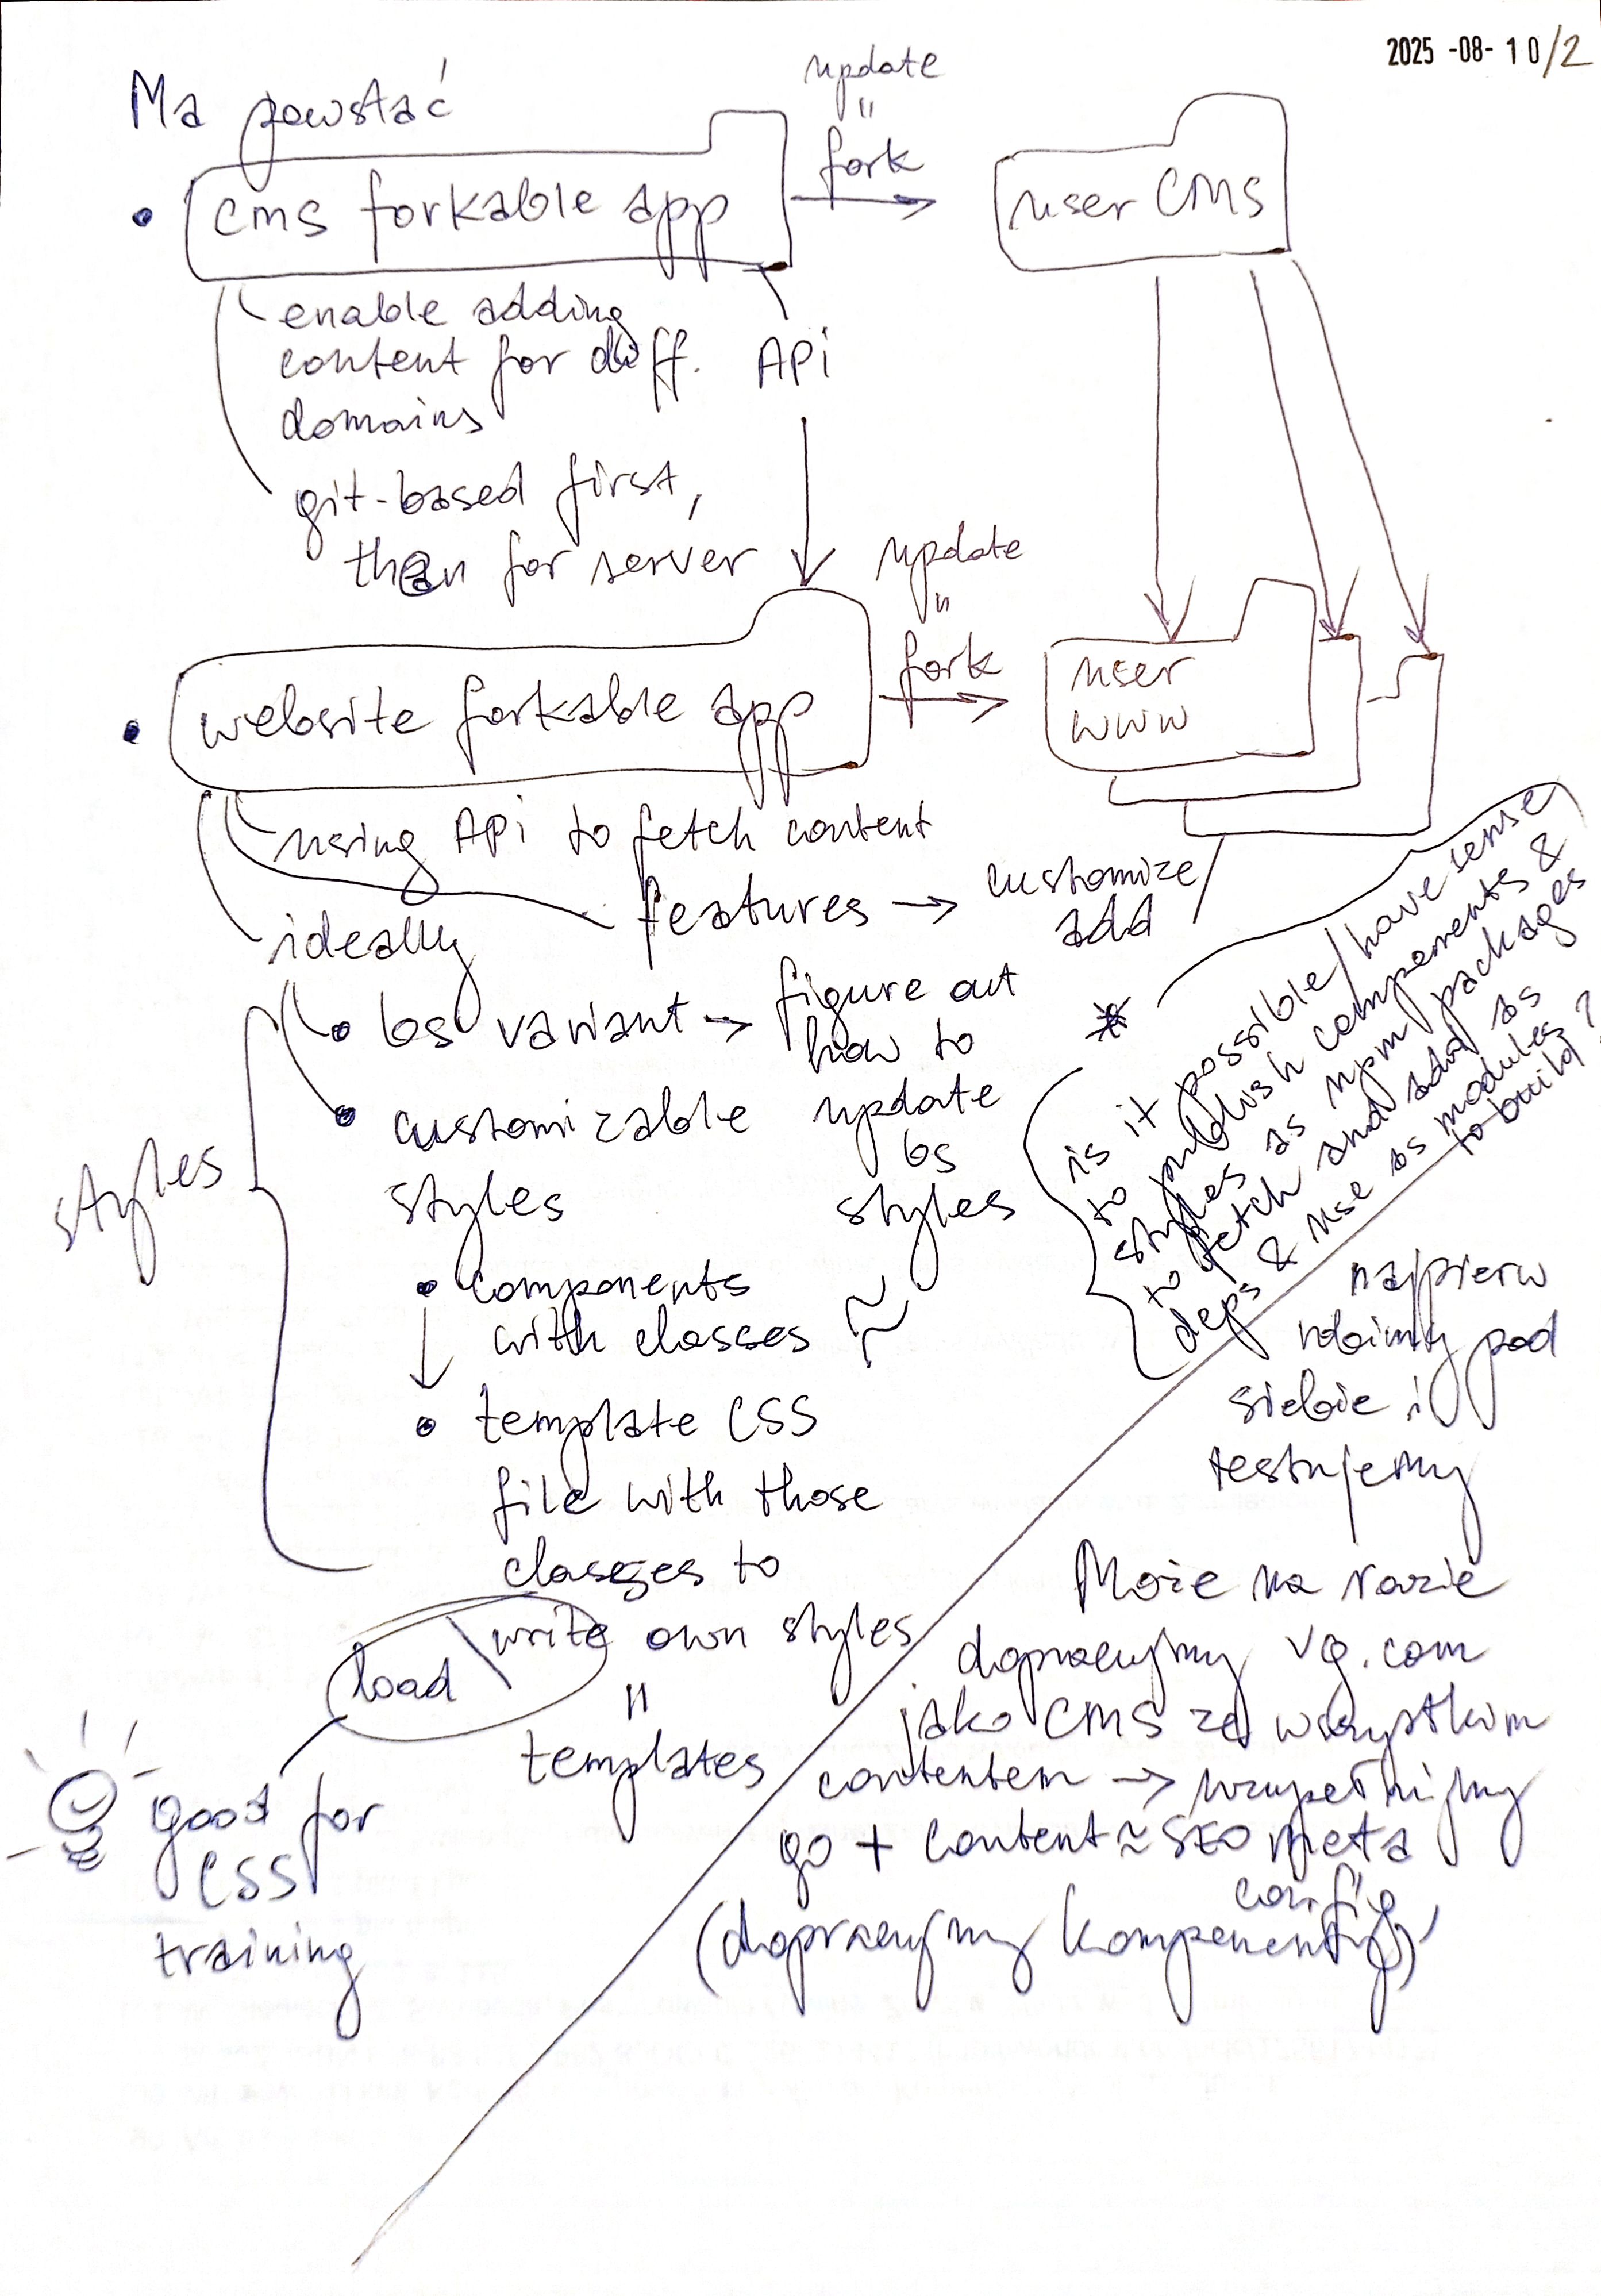 2025 -08- 10/2
Ma powstać
update
"
fork
• cms forkable app
user CMS
enable adding
content for diff.
domains
API
git-based first,
then for server
update
"
fork
• website forkable app
user
www
using API to fetch content
features → customize
add
ideally
styles
• bs variant → figure out
how to
update
bs
styles
• customizable
styles
• components
with classes
• template CSS
file with those
classes to
load \ write own styles
"
templates
good for
CSS
training
*
is it possible/have sense
to publish components &
styles as npm packages
to fetch and add as
deps & use as modules
to build?
najpierw
róbmy pod
siebie i
testujemy
Może na razie
dopracujmy vg.com
jako CMS ze wszystkim
contentem → uzupełnijmy
go + content ≈ SEO meta
config
(dopracujmy komponenty)